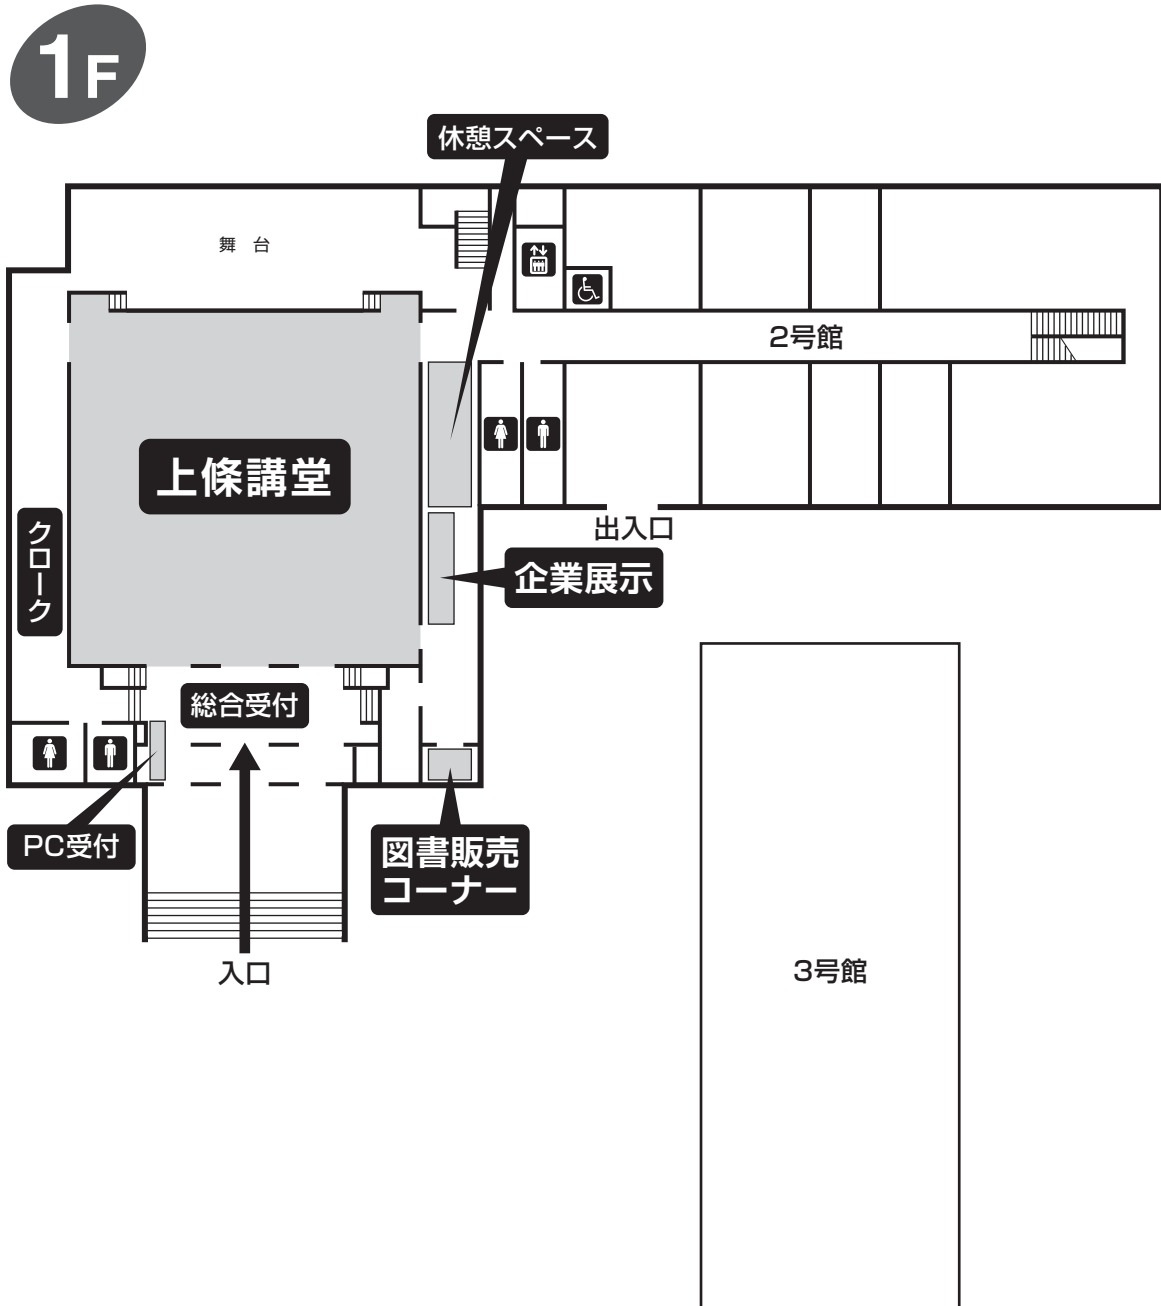 1F
休憩スペース
舞 台
2号館
上條講堂
クローク
出入口
企業展示
総合受付
PC受付
図書販売
コーナー
入口
3号館